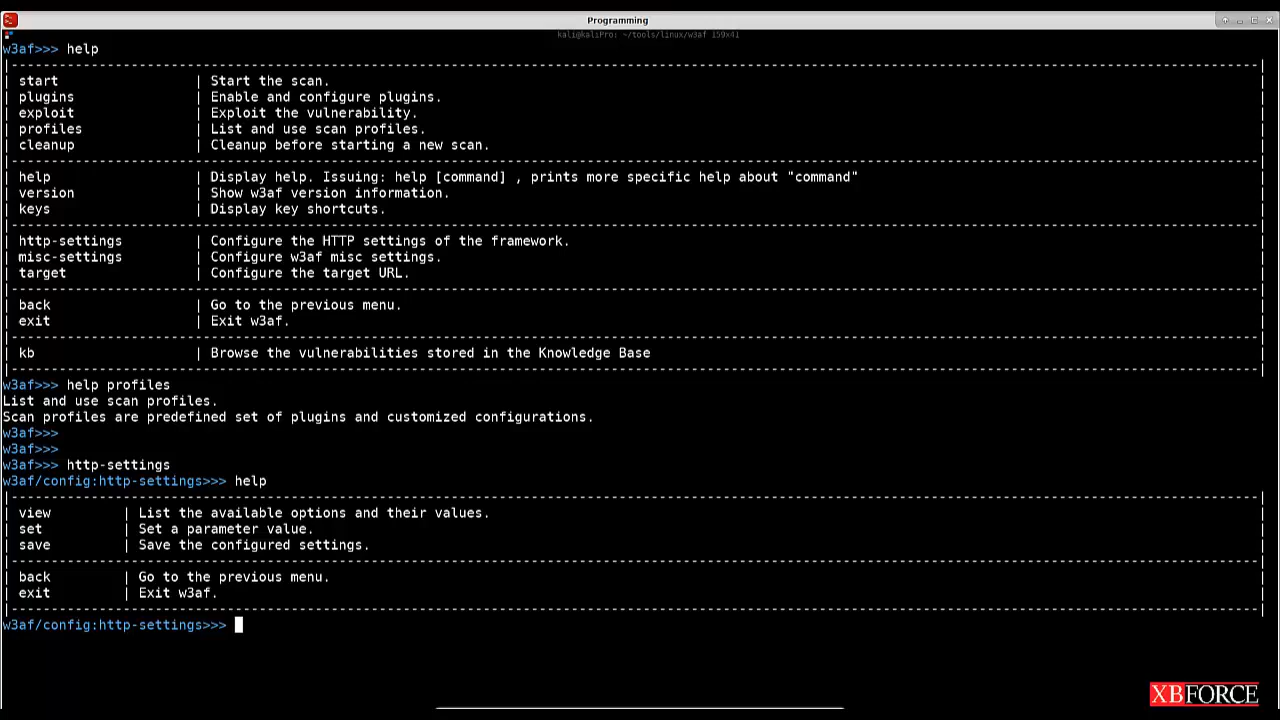 Programming
kali@kaliPro: ~/tools/linux/w3af 159x41
w3af>>> help
|-----------------------------------------------------------------------------------------------------------------------------------------------------------|
| start | Start the scan.
| plugins | Enable and configure plugins.
| exploit | Exploit the vulnerability.
| profiles | List and use scan profiles.
| cleanup | Cleanup before starting a new scan.
| help | Display help. Issuing: help [command] , prints more specific help about "command"
| version | Show w3af version information.
| keys | Display key shortcuts.
| http-settings | Configure the HTTP settings of the framework.
| misc-settings | Configure w3af misc settings.
| target | Configure the target URL.
| back | Go to the previous menu.
| exit | Exit w3af.
| kb | Browse the vulnerabilities stored in the Knowledge Base
w3af>>> help profiles
List and use scan profiles.
Scan profiles are predefined set of plugins and customized configurations.
w3af>>>
w3af>>>
w3af>>> http-settings
w3af/config:http-settings>>> help
| view | List the available options and their values.
| set | Set a parameter value.
| save | Save the configured settings.
| back | Go to the previous menu.
| exit | Exit w3af.
w3af/config:http-settings>>>
XBFORCE